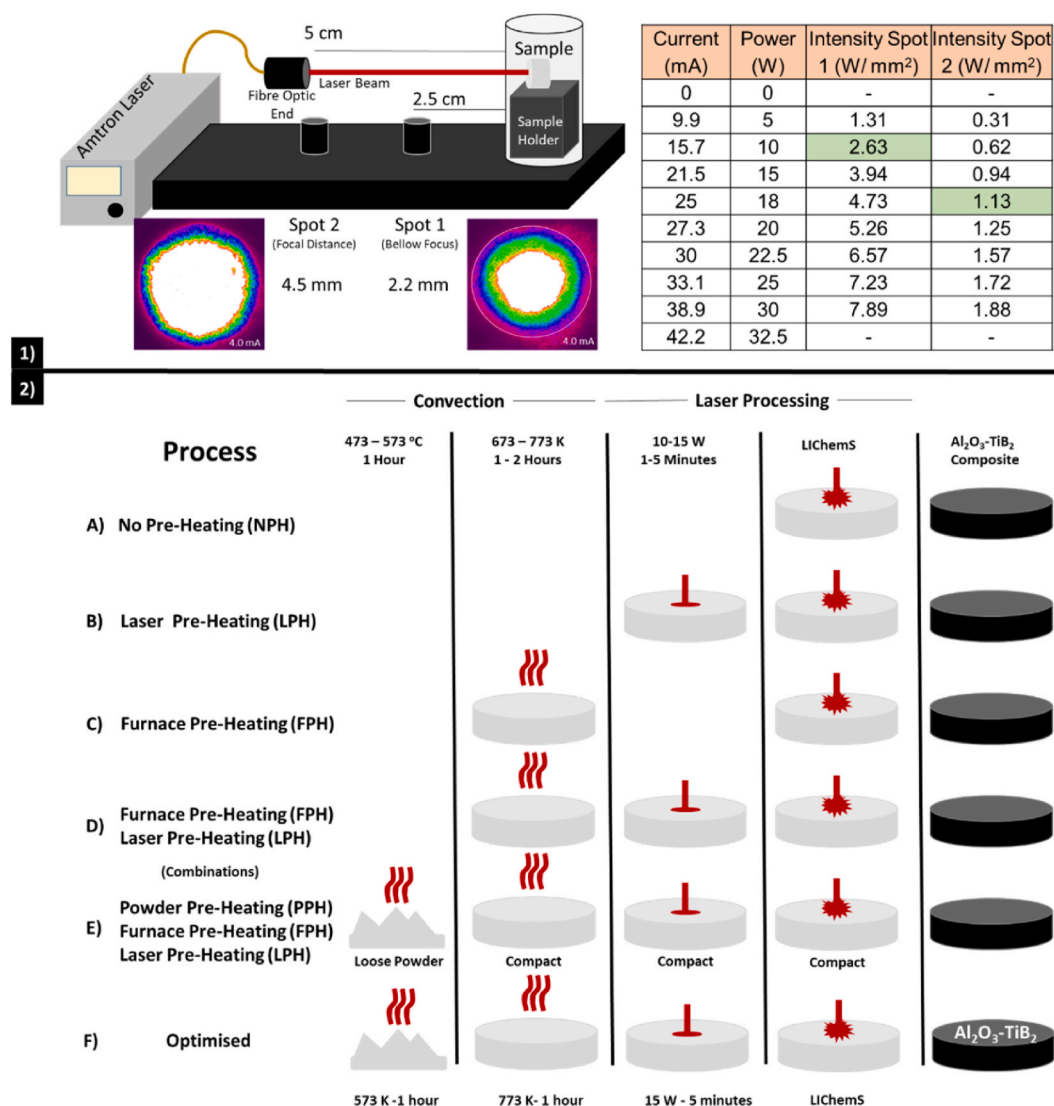 5 cm
Sample
Laser Beam
Fibre Optic
End
2.5 cm
Sample
Holder
Amtron Laser
Spot 2
(Focal Distance)
4.5 mm
Spot 1
(Bellow Focus)
2.2 mm
4.0 mA
4.0 mA
Current (mA) Power (W) Intensity Spot 1 (W/ mm²) Intensity Spot 2 (W/ mm²)
0 0 - -
9.9 5 1.31 0.31
15.7 10 2.63 0.62
21.5 15 3.94 0.94
25 18 4.73 1.13
27.3 20 5.26 1.25
30 22.5 6.57 1.57
33.1 25 7.23 1.72
38.9 30 7.89 1.88
42.2 32.5 - -
1)
2)
Convection Laser Processing
Process
473 – 573 °C
1 Hour
673 – 773 K
1 - 2 Hours
10-15 W
1-5 Minutes
LIChemS
Al₂O₃-TiB₂
Composite
A) No Pre-Heating (NPH)
B) Laser Pre-Heating (LPH)
C) Furnace Pre-Heating (FPH)
D) Furnace Pre-Heating (FPH)
Laser Pre-Heating (LPH)
(Combinations)
E) Powder Pre-Heating (PPH)
Furnace Pre-Heating (FPH)
Laser Pre-Heating (LPH)
Loose Powder Compact Compact Compact
F) Optimised
Al₂O₃-TiB₂
573 K -1 hour 773 K- 1 hour 15 W - 5 minutes LIChemS